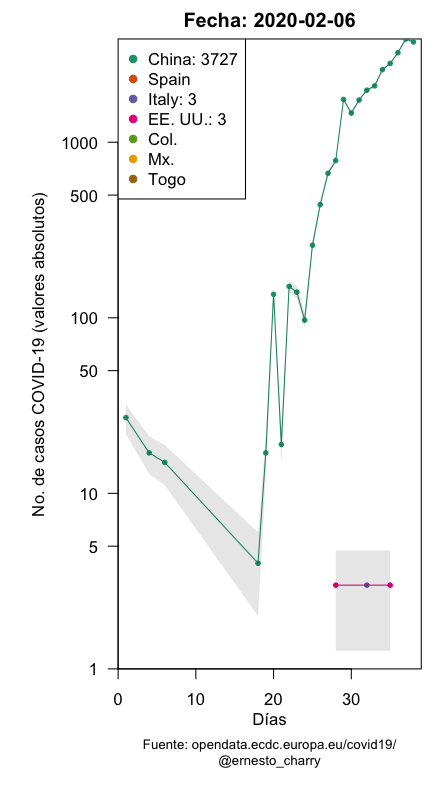 Fecha: 2020-02-06
China: 3727
Spain
Italy: 3
EE. UU.: 3
Col.
Mx.
Togo
No. de casos COVID-19 (valores absolutos)
1000
500
100
50
10
5
1
0 10 20 30
Días
Fuente: opendata.ecdc.europa.eu/covid19/
@ernesto_charry